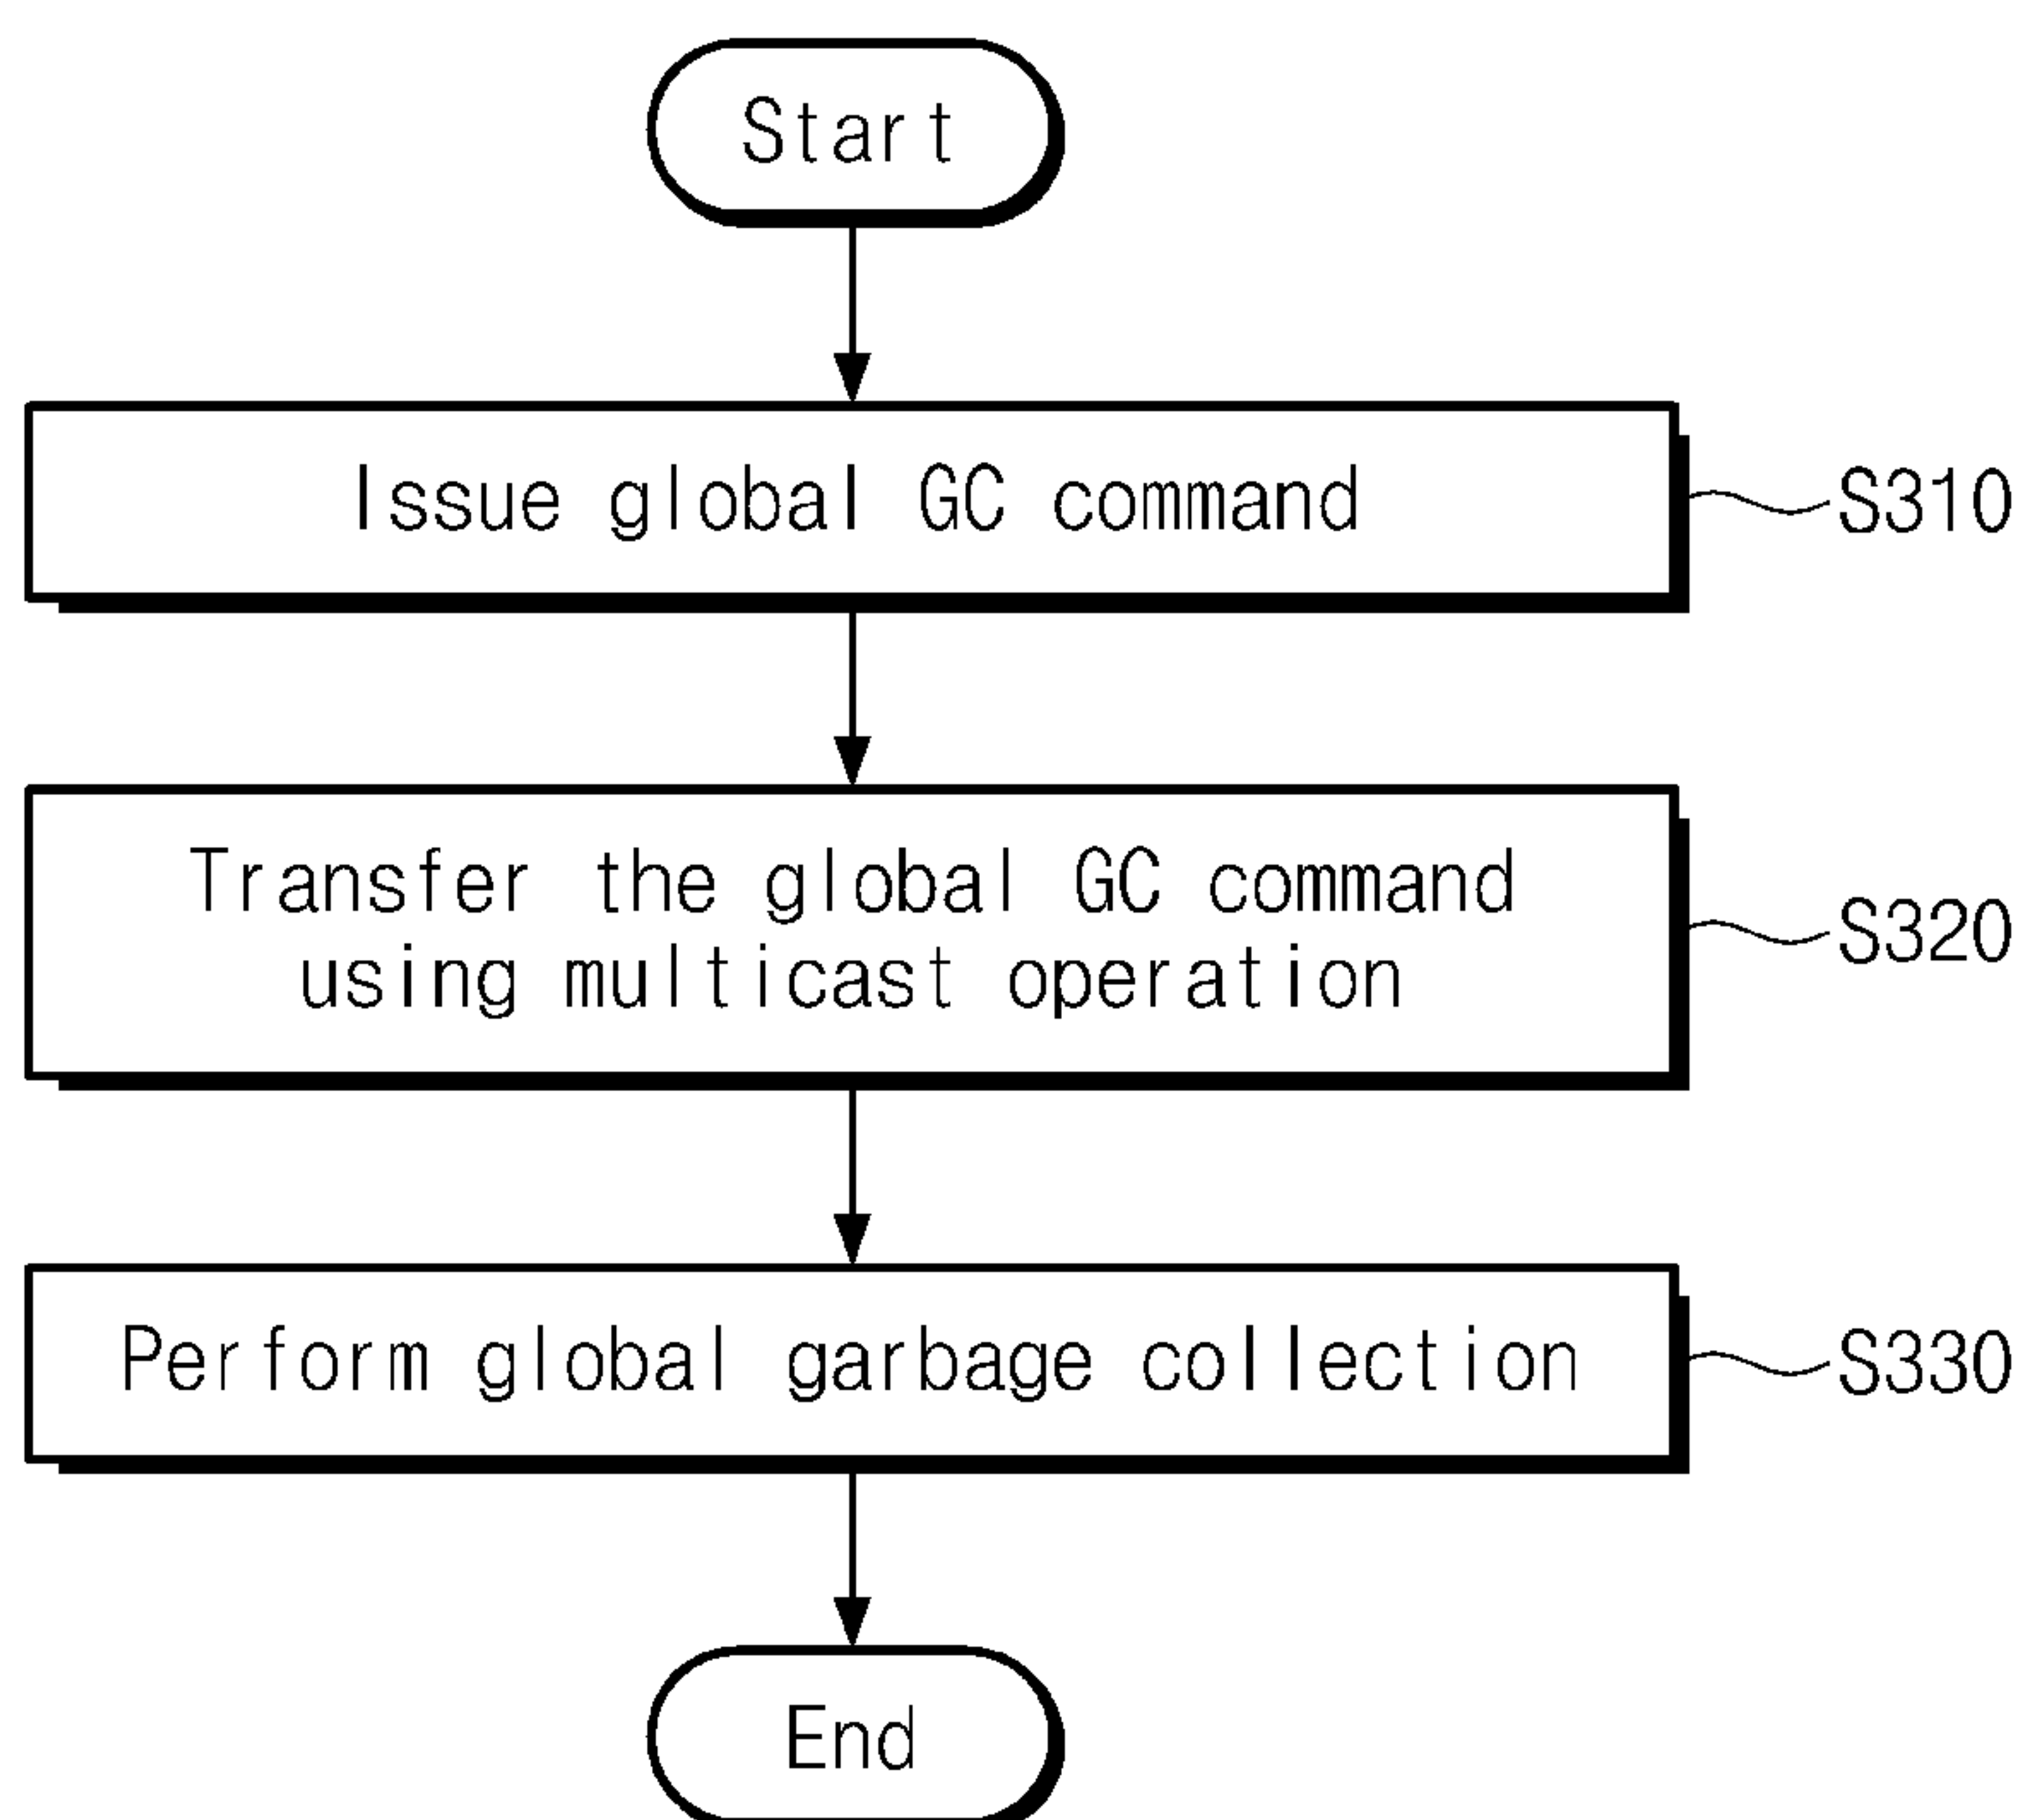 Start
Issue global GC command
S310
Transfer the global GC command
using multicast operation
S320
Perform global garbage collection
S330
End